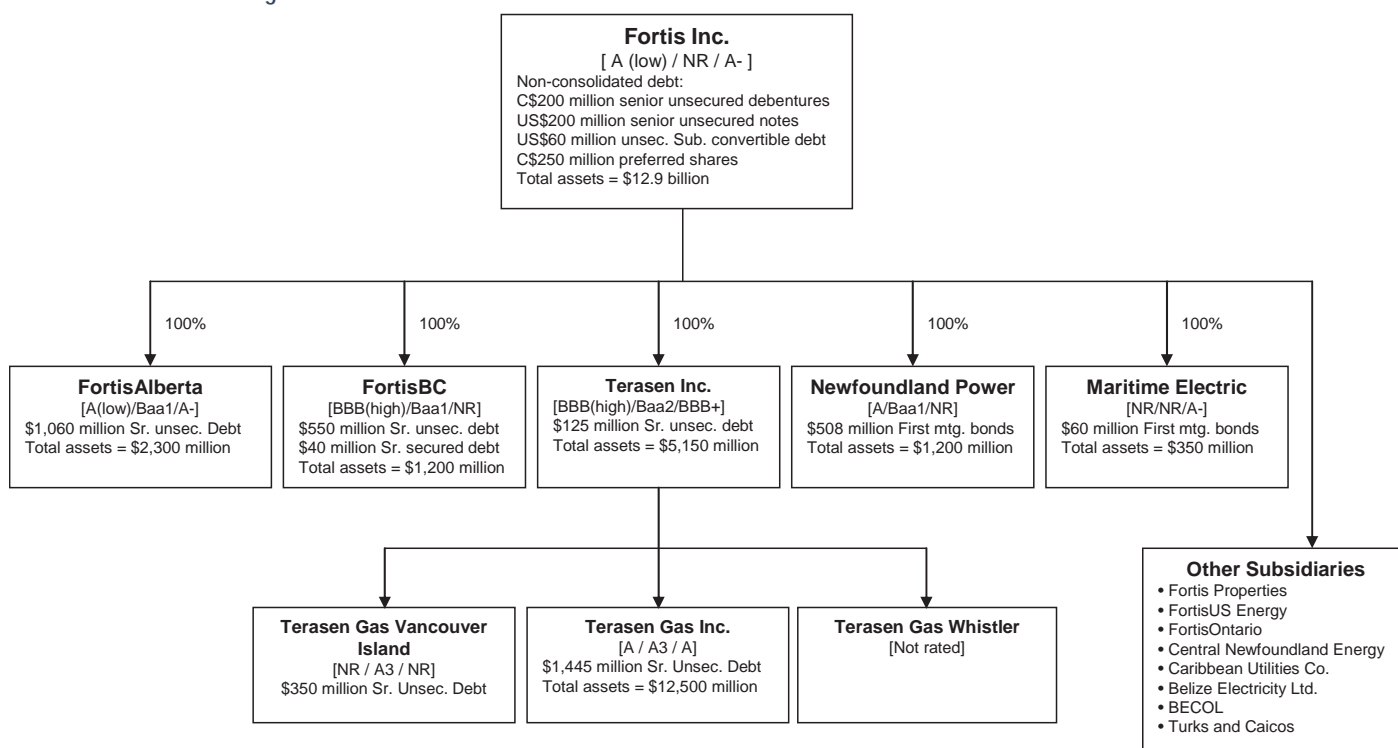 Fortis Inc.
[ A (low) / NR / A- ]
Non-consolidated debt:
C$200 million senior unsecured debentures
US$200 million senior unsecured notes
US$60 million unsec. Sub. convertible debt
C$250 million preferred shares
Total assets = $12.9 billion
100%
100%
100%
100%
100%
FortisAlberta
[A(low)/Baa1/A-]
$1,060 million Sr. unsec. Debt
Total assets = $2,300 million
FortisBC
[BBB(high)/Baa1/NR]
$550 million Sr. unsec. debt
$40 million Sr. secured debt
Total assets = $1,200 million
Terasen Inc.
[BBB(high)/Baa2/BBB+]
$125 million Sr. unsec. debt
Total assets = $5,150 million
Newfoundland Power
[A/Baa1/NR]
$508 million First mtg. bonds
Total assets = $1,200 million
Maritime Electric
[NR/NR/A-]
$60 million First mtg. bonds
Total assets = $350 million
Terasen Gas Vancouver
Island
[NR / A3 / NR]
$350 million Sr. Unsec. Debt
Terasen Gas Inc.
[A / A3 / A]
$1,445 million Sr. Unsec. Debt
Total assets = $12,500 million
Terasen Gas Whistler
[Not rated]
Other Subsidiaries
• Fortis Properties
• FortisUS Energy
• FortisOntario
• Central Newfoundland Energy
• Caribbean Utilities Co.
• Belize Electricity Ltd.
• BECOL
• Turks and Caicos